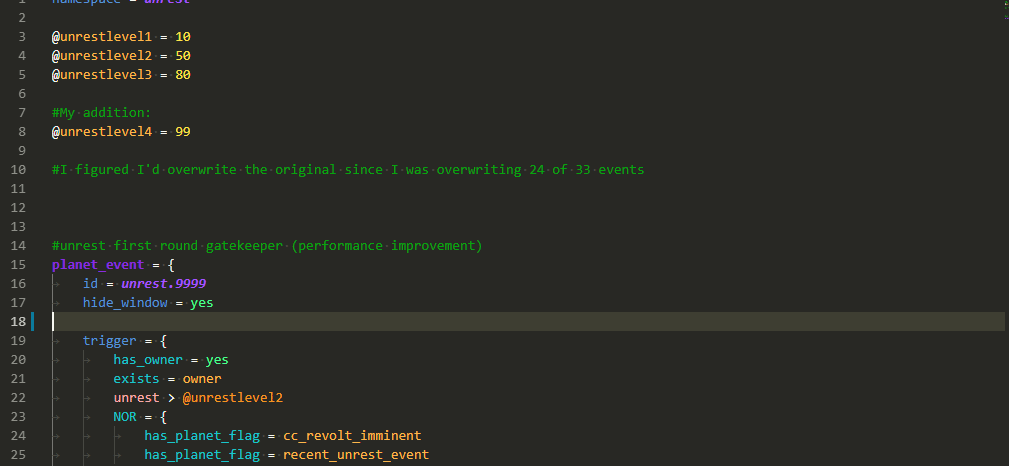 1 namespace = unrest
2
3 @unrestlevel1 = 10
4 @unrestlevel2 = 50
5 @unrestlevel3 = 80
6
7 #My addition:
8 @unrestlevel4 = 99
9
10 #I figured I'd overwrite the original since I was overwriting 24 of 33 events
11
12
13
14 #unrest first round gatekeeper (performance improvement)
15 planet_event = {
16 id = unrest.9999
17 hide_window = yes
18
19 trigger = {
20 has_owner = yes
21 exists = owner
22 unrest > @unrestlevel2
23 NOR = {
24 has_planet_flag = cc_revolt_imminent
25 has_planet_flag = recent_unrest_event